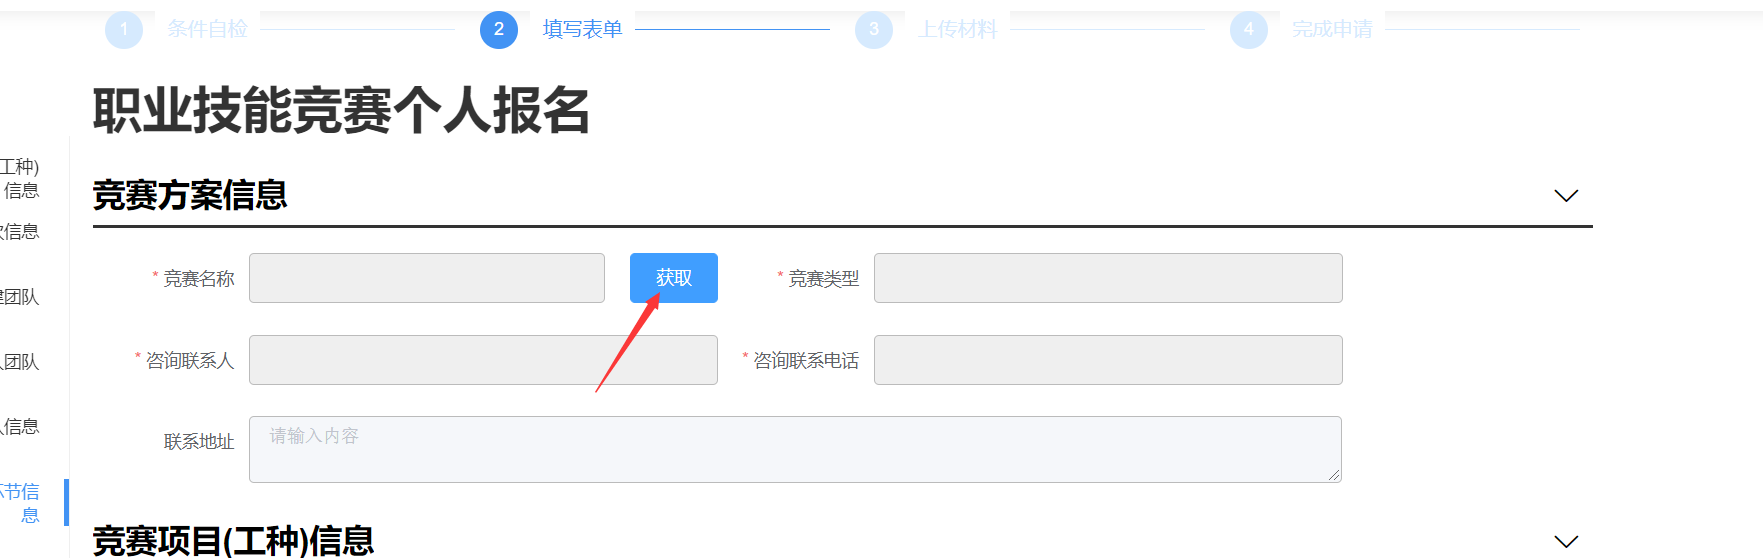 1 条件自检 2 填写表单 3 上传材料 4 完成申请
职业技能竞赛个人报名
工种)
信息
竞赛方案信息
信息
* 竞赛名称 获取 * 竞赛类型
团队
* 咨询联系人 * 咨询联系电话
团队
信息
联系地址 请输入内容
节信
息
竞赛项目(工种)信息